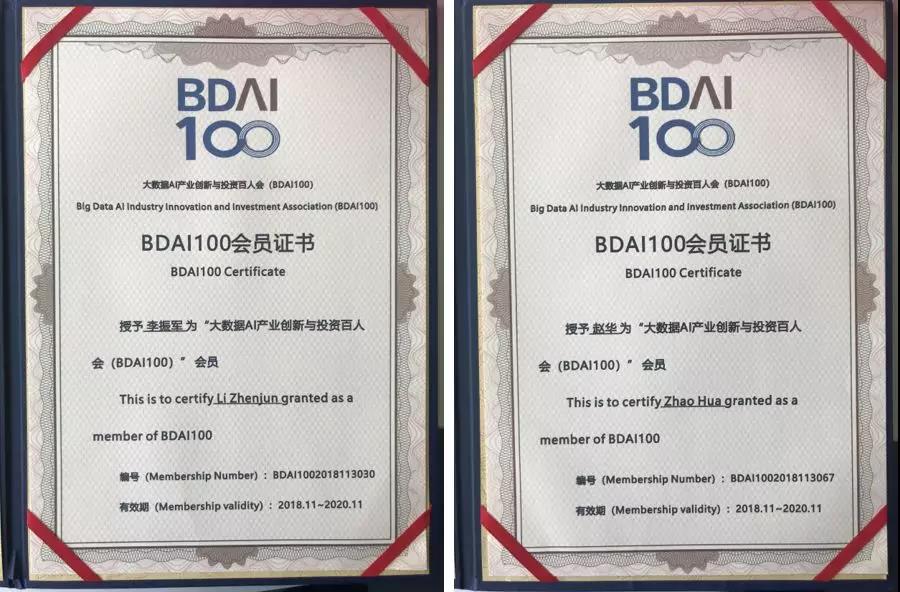 BDAI
100
大数据AI产业创新与投资百人会（BDAI100）
Big Data AI Industry Innovation and Investment Association (BDAI100)
BDAI100会员证书
BDAI100 Certificate
授予 李振军 为“大数据AI产业创新与投资百人
会（BDAI100）” 会员
This is to certify Li Zhenjun granted as a
member of BDAI100
编号（Membership Number）: BDAI1002018113030
有效期（Membership validity）: 2018.11~2020.11
BDAI
100
大数据AI产业创新与投资百人会（BDAI100）
Big Data AI Industry Innovation and Investment Association (BDAI100)
BDAI100会员证书
BDAI100 Certificate
授予 赵华 为“大数据AI产业创新与投资百人
会（BDAI100）” 会员
This is to certify Zhao Hua granted as a
member of BDAI100
编号（Membership Number）: BDAI1002018113067
有效期（Membership validity）: 2018.11~2020.11